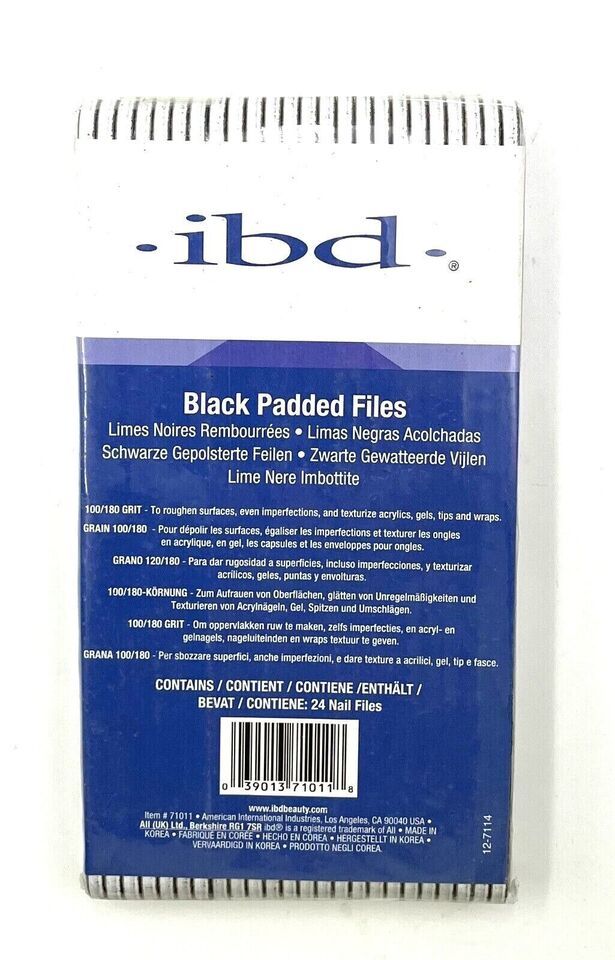 ·ibd·®
Black Padded Files
Limes Noires Rembourrées • Limas Negras Acolchadas
Schwarze Gepolsterte Feilen • Zwarte Gewatteerde Vijlen
Lime Nere Imbottite
100/180 GRIT - To roughen surfaces, even imperfections, and texturize acrylics, gels, tips and wraps.
GRAIN 100/180 - Pour dépolir les surfaces, égaliser les imperfections et texturer les ongles
en acrylique, en gel, les capsules et les enveloppes pour ongles.
GRANO 120/180 - Para dar rugosidad a superficies, incluso imperfecciones, y texturizar
acrílicos, geles, puntas y envolturas.
100/180-KÖRNUNG - Zum Aufrauen von Oberflächen, glätten von Unregelmäßigkeiten und
Texturieren von Acrylnägeln, Gel, Spitzen und Umschlägen.
100/180 GRIT - Om oppervlakken ruw te maken, zelfs imperfecties, en acryl- en
gelnagels, nageluiteinden en wraps textuur te geven.
GRANA 100/180 - Per sbozzare superfici, anche imperfezioni, e dare texture a acrilici, gel, tip e fasce.
CONTAINS / CONTIENT / CONTIENE /ENTHÄLT /
BEVAT / CONTIENE: 24 Nail Files
0 39013 71011 8
www.ibdbeauty.com
Item # 71011 • American International Industries, Los Angeles, CA 90040 USA •
AII (UK) Ltd., Berkshire RG1 7SR ibd® is a registered trademark of AII • MADE IN
KOREA • FABRIQUÉ EN CORÉE • HECHO EN COREA • HERGESTELLT IN KOREA •
VERVAARDIGD IN KOREA • PRODOTTO NEGLI COREA
12-7114